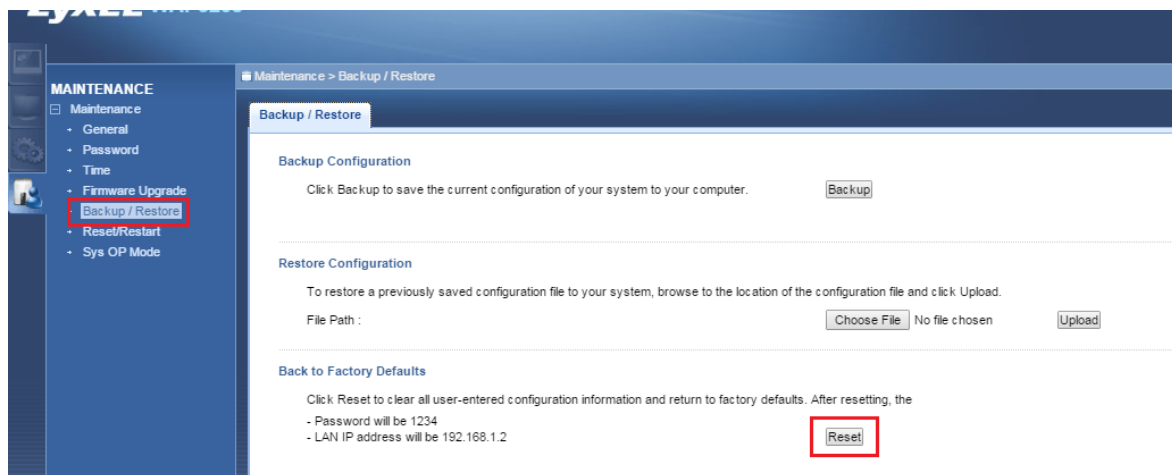 ZyXEL
MAINTENANCE
Maintenance
General
Password
Time
Firmware Upgrade
Backup / Restore
Reset/Restart
Sys OP Mode
Maintenance > Backup / Restore
Backup / Restore
Backup Configuration
Click Backup to save the current configuration of your system to your computer. Backup
Restore Configuration
To restore a previously saved configuration file to your system, browse to the location of the configuration file and click Upload.
File Path : Choose File No file chosen Upload
Back to Factory Defaults
Click Reset to clear all user-entered configuration information and return to factory defaults. After resetting, the
- Password will be 1234
- LAN IP address will be 192.168.1.2 Reset